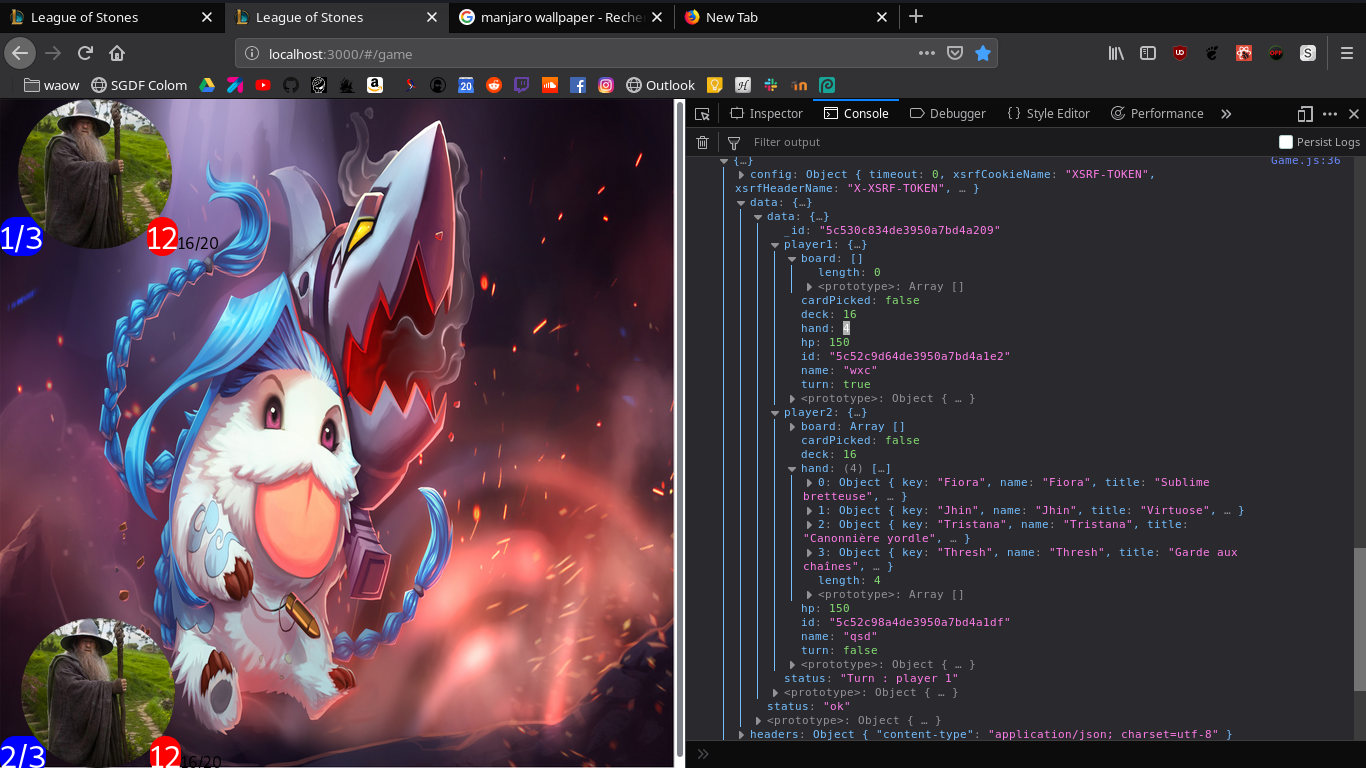 League of Stones
League of Stones
manjaro wallpaper - Reche
New Tab
localhost:3000/#/game
waow
SGDF Colom
20
Outlook
UD
OFF
S
Inspector
Console
Debugger
Style Editor
Performance
Filter output
Persist Logs
{…}
Game.js:36
config: Object { timeout: 0, xsrfCookieName: "XSRF-TOKEN",
xsrfHeaderName: "X-XSRF-TOKEN", … }
data: {…}
data: {…}
_id: "5c530c834de3950a7bd4a209"
player1: {…}
board: []
length: 0
<prototype>: Array []
cardPicked: false
deck: 16
hand: 4
hp: 150
id: "5c52c9d64de3950a7bd4a1e2"
name: "wxc"
turn: true
<prototype>: Object { … }
player2: {…}
board: Array []
cardPicked: false
deck: 16
hand: (4) […]
0: Object { key: "Fiora", name: "Fiora", title: "Sublime
bretteuse", … }
1: Object { key: "Jhin", name: "Jhin", title: "Virtuose", … }
2: Object { key: "Tristana", name: "Tristana", title:
"Canonnière yordle", … }
3: Object { key: "Thresh", name: "Thresh", title: "Garde aux
chaînes", … }
length: 4
<prototype>: Array []
hp: 150
id: "5c52c98a4de3950a7bd4a1df"
name: "qsd"
turn: false
<prototype>: Object { … }
status: "Turn : player 1"
<prototype>: Object { … }
status: "ok"
<prototype>: Object { … }
headers: Object { "content-type": "application/json; charset=utf-8" }
1/3
12
16/20
2/3
12
16/20